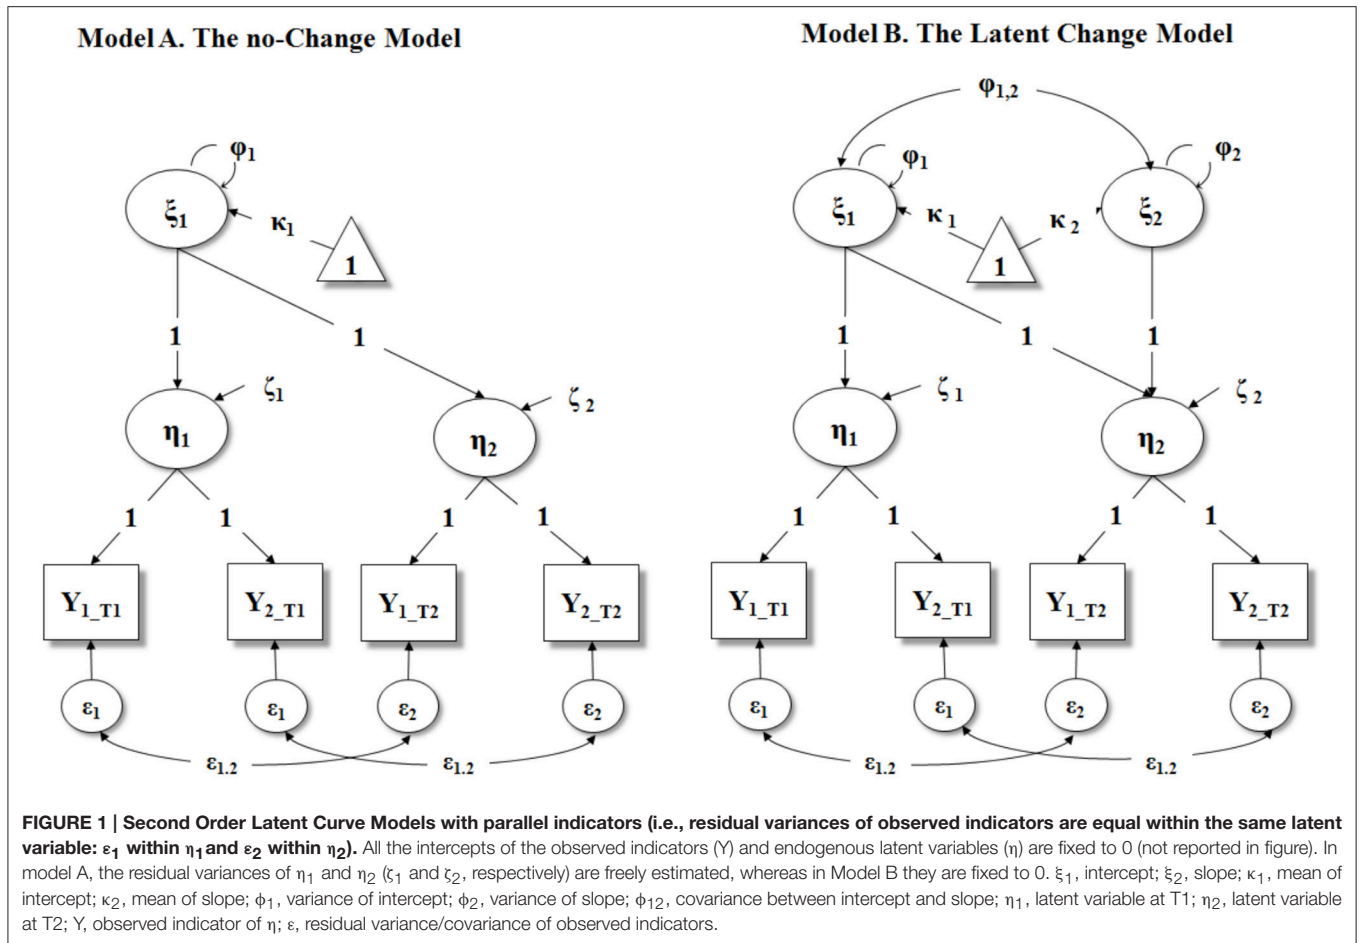 Model A. The no-Change Model
Model B. The Latent Change Model
φ1
ξ1
κ1
1
1
1
ζ1
ζ2
η1
η2
1
1
1
1
Y1_T1
Y2_T1
Y1_T2
Y2_T2
ε1
ε1
ε2
ε2
ε1.2
ε1.2
φ1,2
φ1
φ2
ξ1
κ1
κ2
ξ2
1
1
1
1
ζ1
ζ2
η1
η2
1
1
1
1
Y1_T1
Y2_T1
Y1_T2
Y2_T2
ε1
ε1
ε2
ε2
ε1.2
ε1.2
FIGURE 1 | Second Order Latent Curve Models with parallel indicators (i.e., residual variances of observed indicators are equal within the same latent
variable: ε1 within η1and ε2 within η2). All the intercepts of the observed indicators (Y) and endogenous latent variables (η) are fixed to 0 (not reported in figure). In
model A, the residual variances of η1 and η2 (ζ1 and ζ2, respectively) are freely estimated, whereas in Model B they are fixed to 0. ξ1, intercept; ξ2, slope; κ1, mean of
intercept; κ2, mean of slope; ϕ1, variance of intercept; ϕ2, variance of slope; ϕ12, covariance between intercept and slope; η1, latent variable at T1; η2, latent variable
at T2; Y, observed indicator of η; ε, residual variance/covariance of observed indicators.